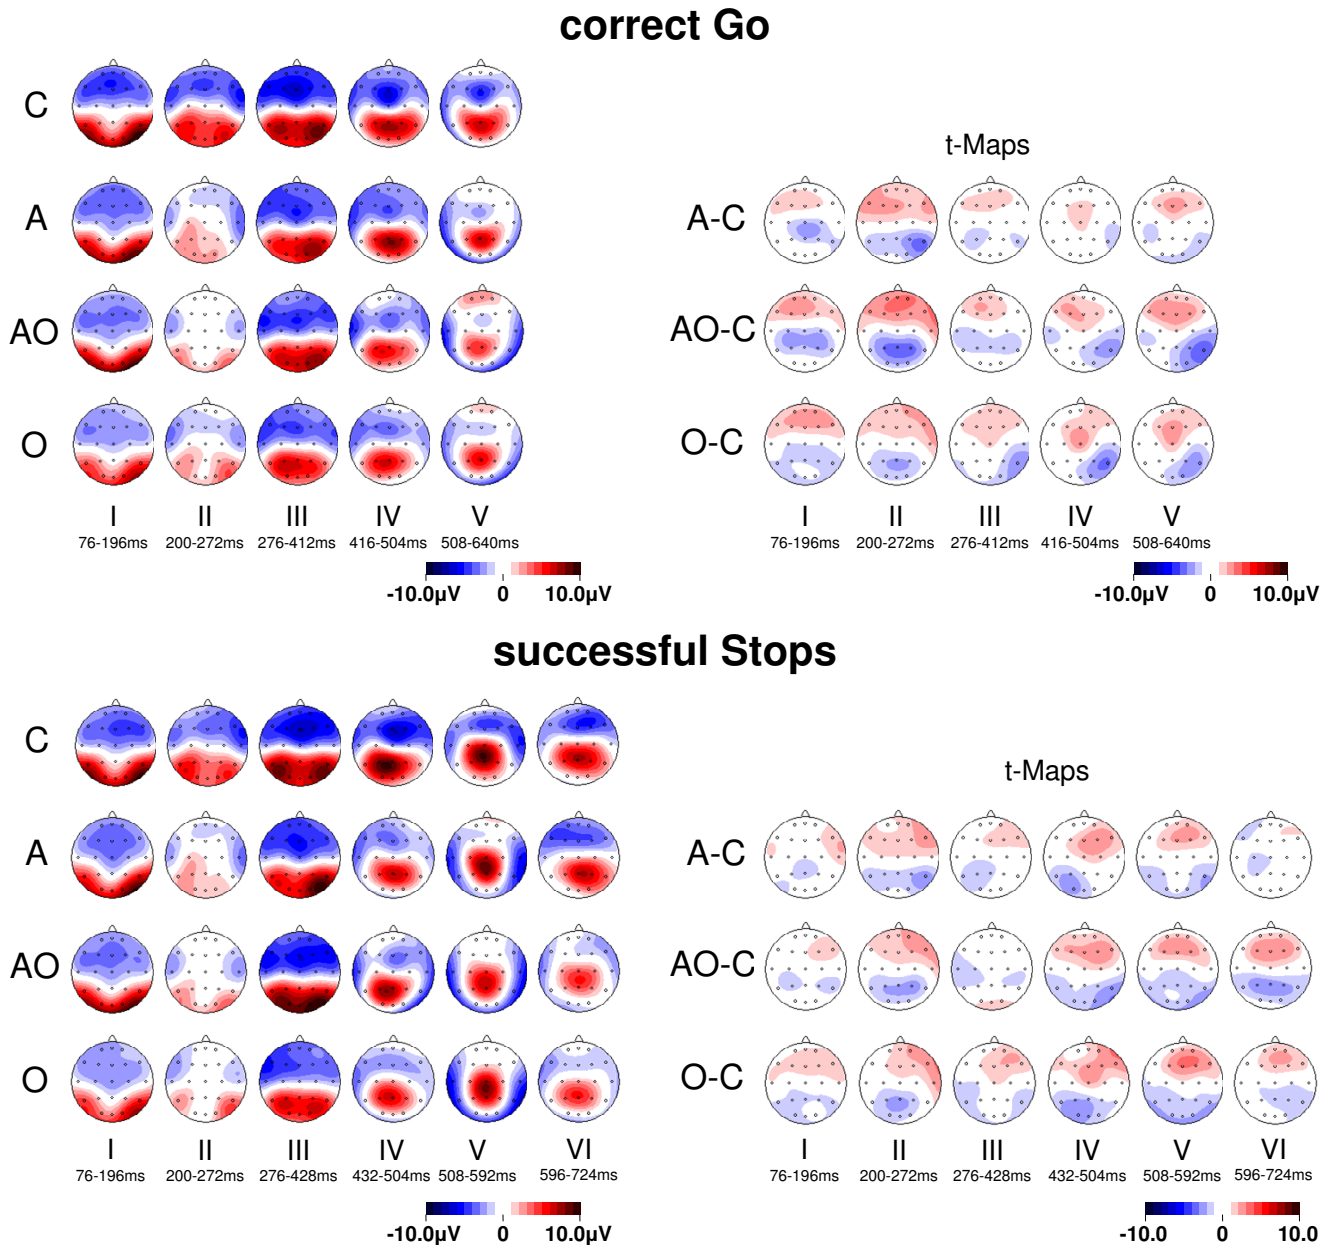 correct Go
C
A
AO
O
I II III IV V
76-196ms 200-272ms 276-412ms 416-504ms 508-640ms
-10.0µV 0 10.0µV
t-Maps
A-C
AO-C
O-C
I II III IV V
76-196ms 200-272ms 276-412ms 416-504ms 508-640ms
-10.0µV 0 10.0µV
successful Stops
C
A
AO
O
I II III IV V VI
76-196ms 200-272ms 276-428ms 432-504ms 508-592ms 596-724ms
-10.0µV 0 10.0µV
t-Maps
A-C
AO-C
O-C
I II III IV V VI
76-196ms 200-272ms 276-428ms 432-504ms 508-592ms 596-724ms
-10.0 0 10.0